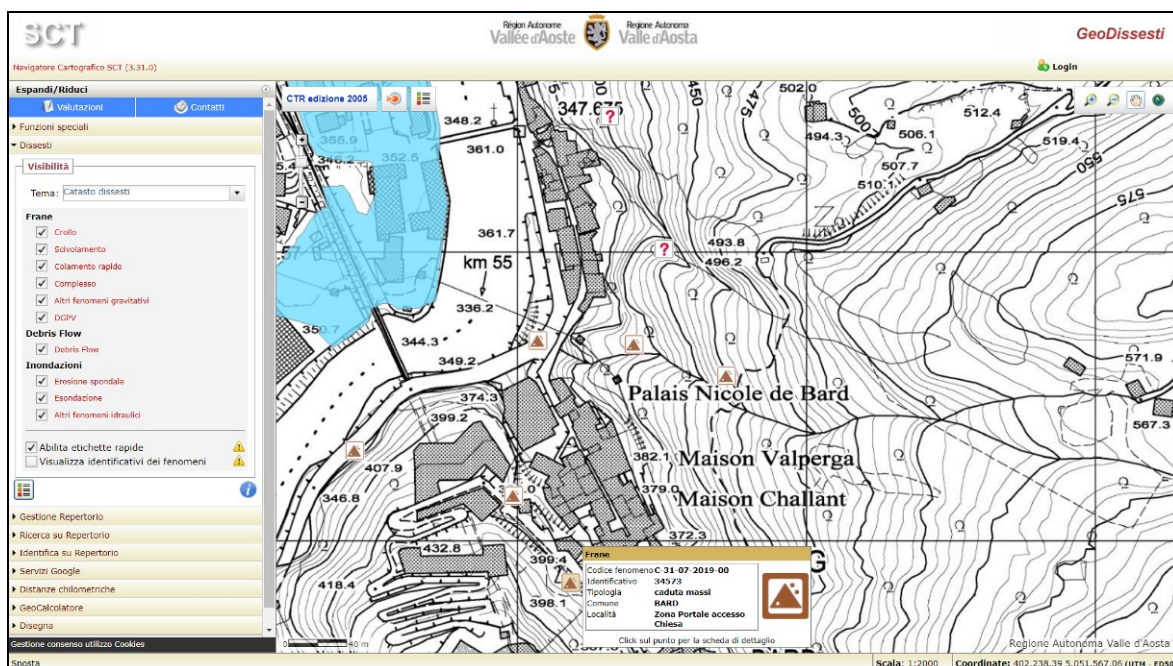 SCT
Région Autonome
Vallée d'Aoste
Regione Autonoma
Valle d'Aosta
GeoDissesti
Navigatore Cartografico SCT (3.31.0)
Login
Espandi/Riduci
Valutazioni
Contatti
Funzioni speciali
Dissesti
Visibilità
Tema: Catasto dissesti
Frane
Crollo
Scivolamento
Colamento rapido
Complesso
Altri fenomeni gravitativi
DGPV
Debris Flow
Debris Flow
Inondazioni
Erosione spondale
Esondazione
Altri fenomeni idraulici
Abilita etichette rapide
Visualizza identificativi dei fenomeni
Gestione Repertorio
Ricerca su Repertorio
Identifica su Repertorio
Servizi Google
Distanze chilometriche
GeoCalcolatore
Disegna
Gestione consenso utilizzo Cookies
Sposta
CTR edizione 2005
348.2
361.0
347.675
450
475
502.0
500
494.3
506.1
512.4
507.7
510.1
519.4
550
575
355.9
346.2
352.5
361.7
km 55
336.2
493.8
496.2
350.7
344.3
349.2
374.3
399.2
571.9
567.3
Palais Nicole de Bard
382.1
Maison Valperga
379.0
Maison Challant
407.9
346.8
372.3
432.8
399.4
418.4
398.1
Frane
Codice fenomeno C-31-07-2019-00
Identificativo 34573
Tipologia caduta massi
Comune BARD
Località Zona Portale accesso Chiesa
Click sul punto per la scheda di dettaglio
0 40 m
Regione Autonoma Valle d'Aosta
Scala: 1:2000 Coordinate: 402.238,39 5.051.567,06 (UTM - ED50